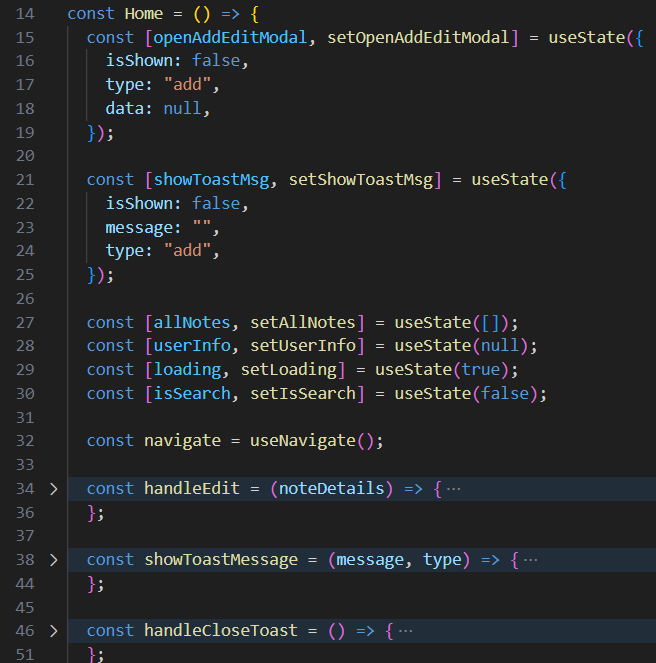 14 const Home = () => {
15   const [openAddEditModal, setOpenAddEditModal] = useState({
16     isShown: false,
17     type: "add",
18     data: null,
19   });
20
21   const [showToastMsg, setShowToastMsg] = useState({
22     isShown: false,
23     message: "",
24     type: "add",
25   });
26
27   const [allNotes, setAllNotes] = useState([]);
28   const [userInfo, setUserInfo] = useState(null);
29   const [loading, setLoading] = useState(true);
30   const [isSearch, setIsSearch] = useState(false);
31
32   const navigate = useNavigate();
33
34 >   const handleEdit = (noteDetails) => { ···
36   };
37
38 >   const showToastMessage = (message, type) => { ···
44   };
45
46 >   const handleCloseToast = () => { ···
51   };